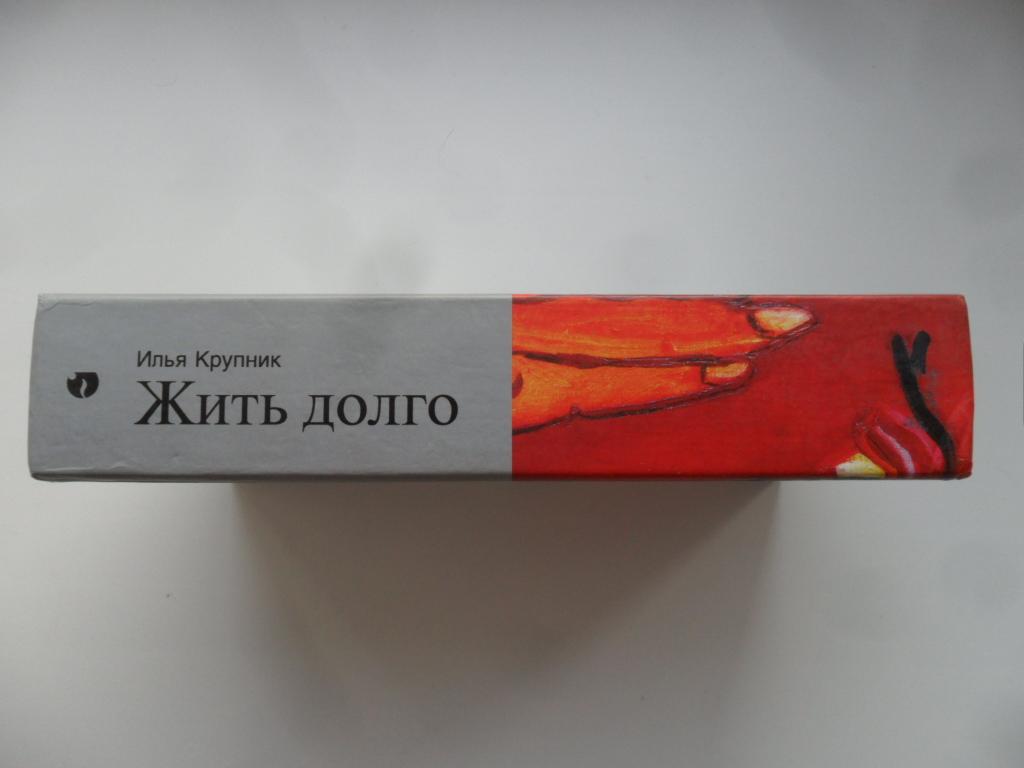 Илья Крупник
Жить долго